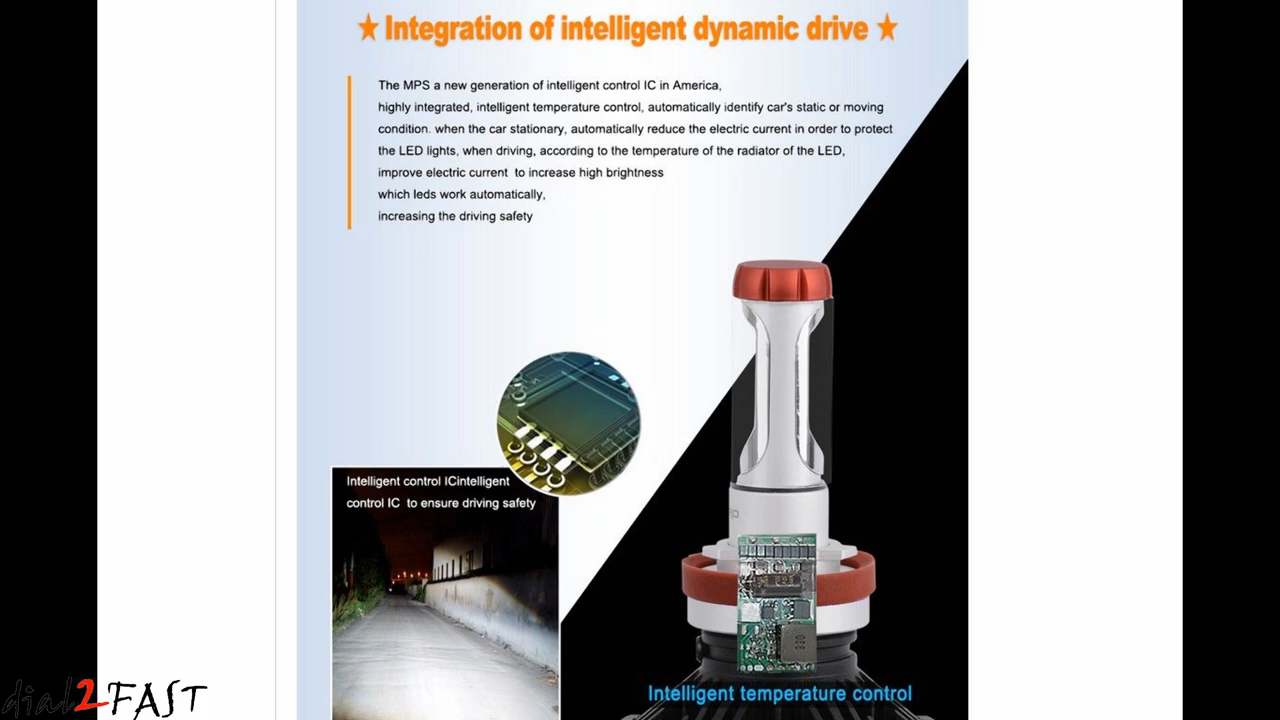 ★ Integration of intelligent dynamic drive ★
The MPS a new generation of intelligent control IC in America,
highly integrated, intelligent temperature control, automatically identify car's static or moving
condition. when the car stationary, automatically reduce the electric current in order to protect
the LED lights, when driving, according to the temperature of the radiator of the LED,
improve electric current to increase high brightness
which leds work automatically,
increasing the driving safety
Intelligent control ICintelligent
control IC to ensure driving safety
330
Intelligent temperature control
dial2FAST